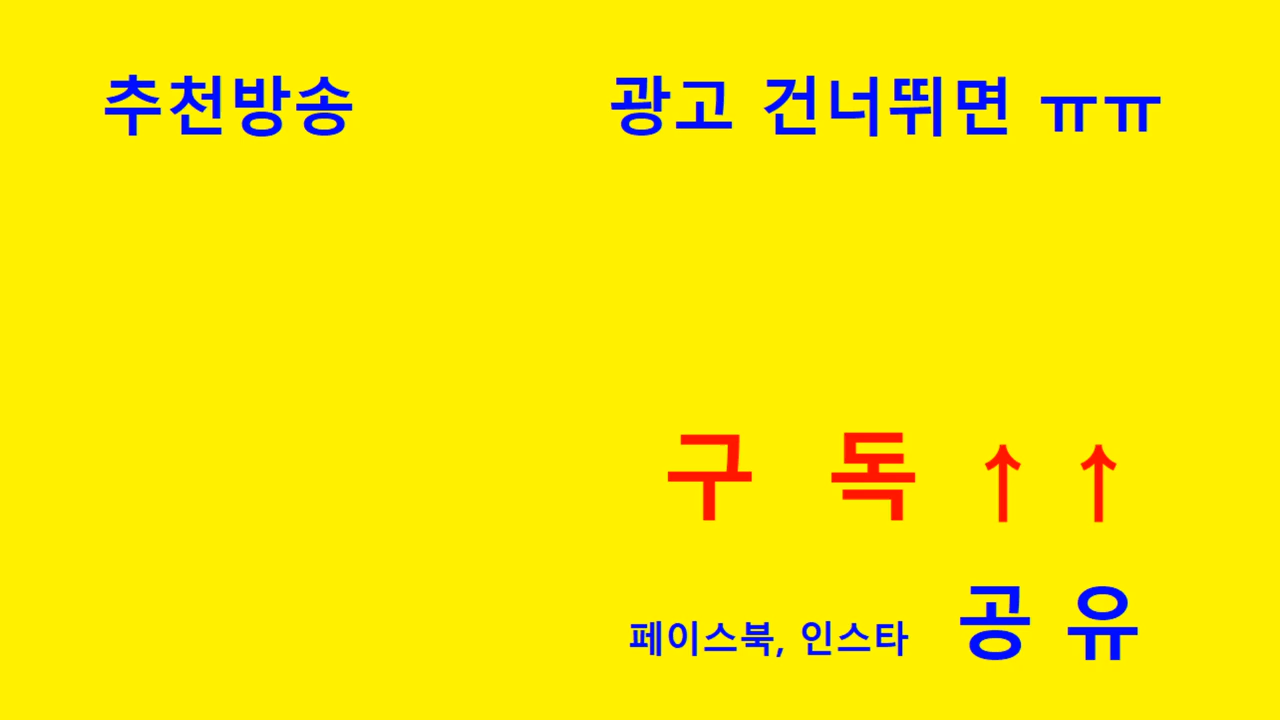 추천방송
광고 건너뛰면 ㅠㅠ
구 독 ↑ ↑
페이스북, 인스타 공 유